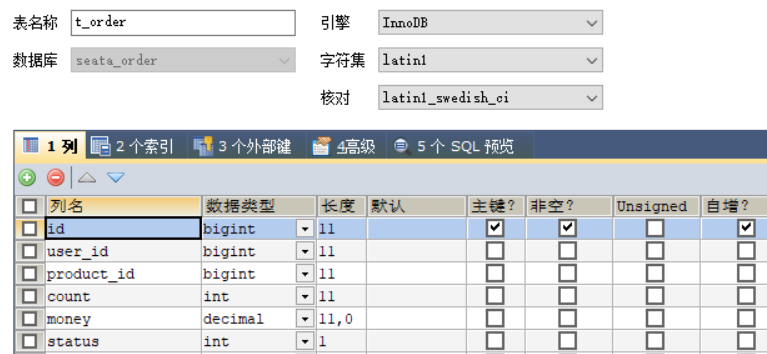 表名称 t_order 引擎 InnoDB
数据库 seata_order 字符集 latin1
核对 latin1_swedish_ci
1 列 2 个索引 3 个外部键 4高级 5 个 SQL 预览
列名 数据类型 长度 默认 主键? 非空? Unsigned 自增?
id bigint 11
user_id bigint 11
product_id bigint 11
count int 11
money decimal 11,0
status int 1